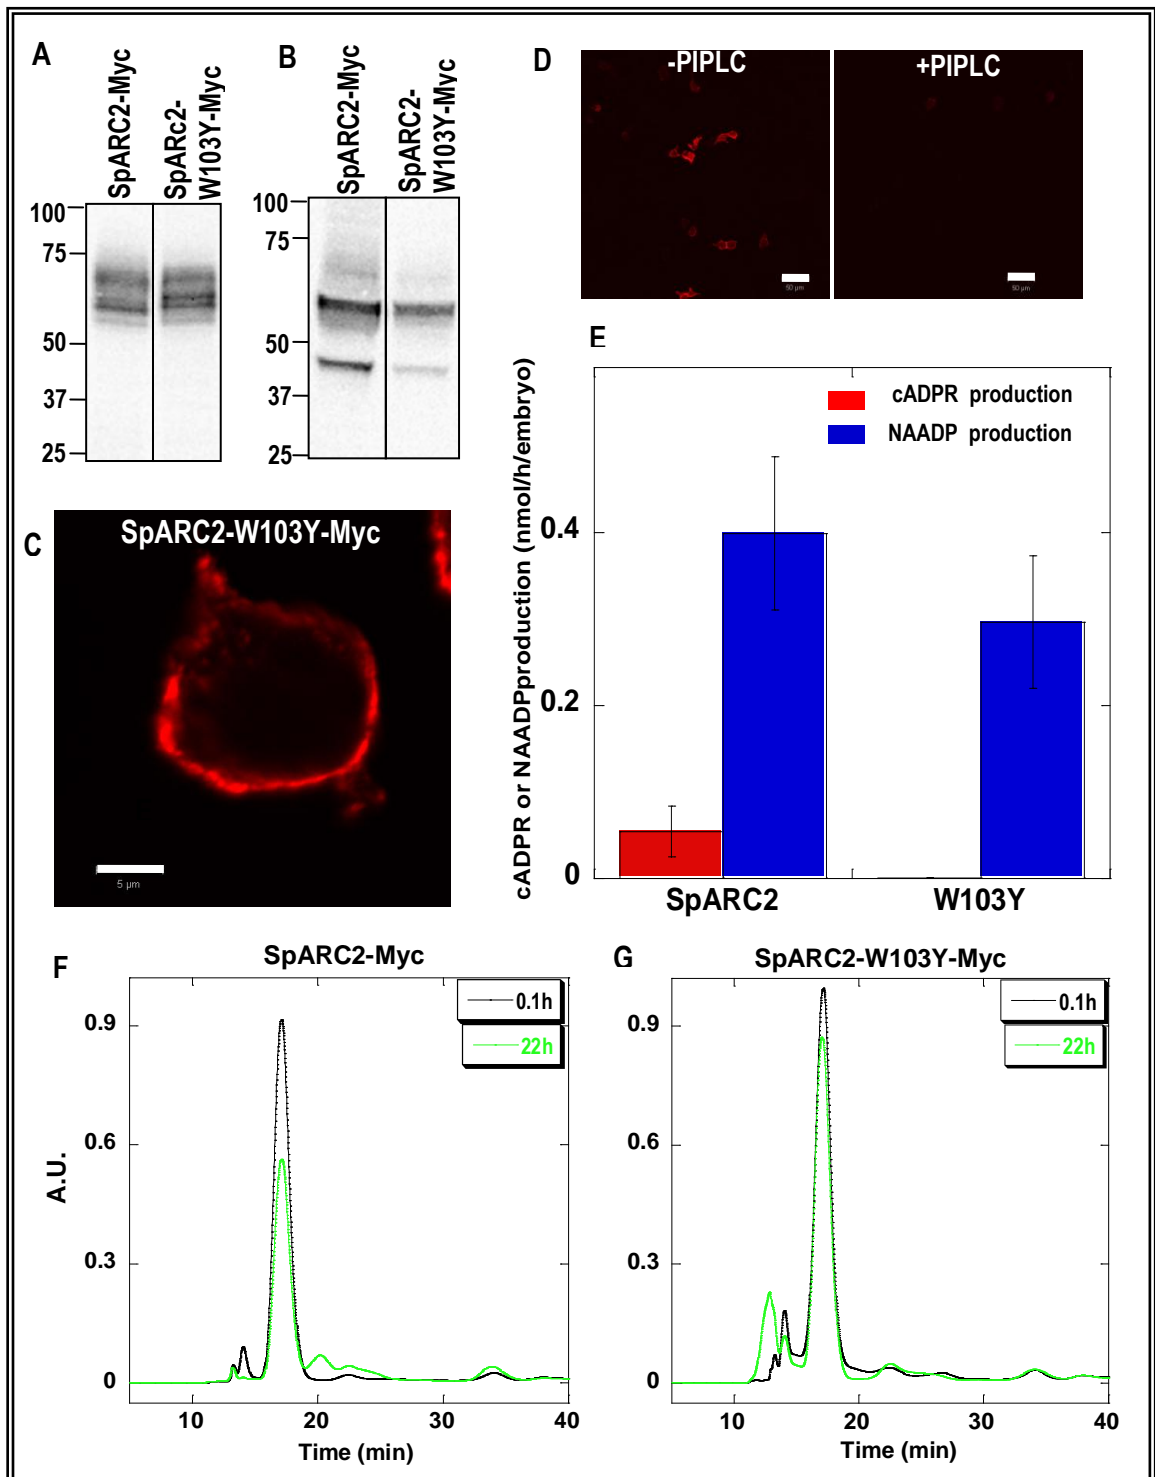 A
SpARC2-Myc
SpARc2-
W103Y-Myc
100
75
50
37
25
B
SpARC2-Myc
SpARC2-
W103Y-Myc
100
75
50
37
25
D
-PIPLC
50 µm
+PIPLC
50 µm
C
SpARC2-W103Y-Myc
5 µm
E
cADPR or NAADPproduction (nmol/h/embryo)
cADPR production
NAADP production
0.4
0.2
0
SpARC2
W103Y
F
SpARC2-Myc
0.1h
22h
A.U.
0.9
0.6
0.3
0
10
20
30
40
Time (min)
G
SpARC2-W103Y-Myc
0.1h
22h
0.9
0.6
0.3
0
10
20
30
40
Time (min)